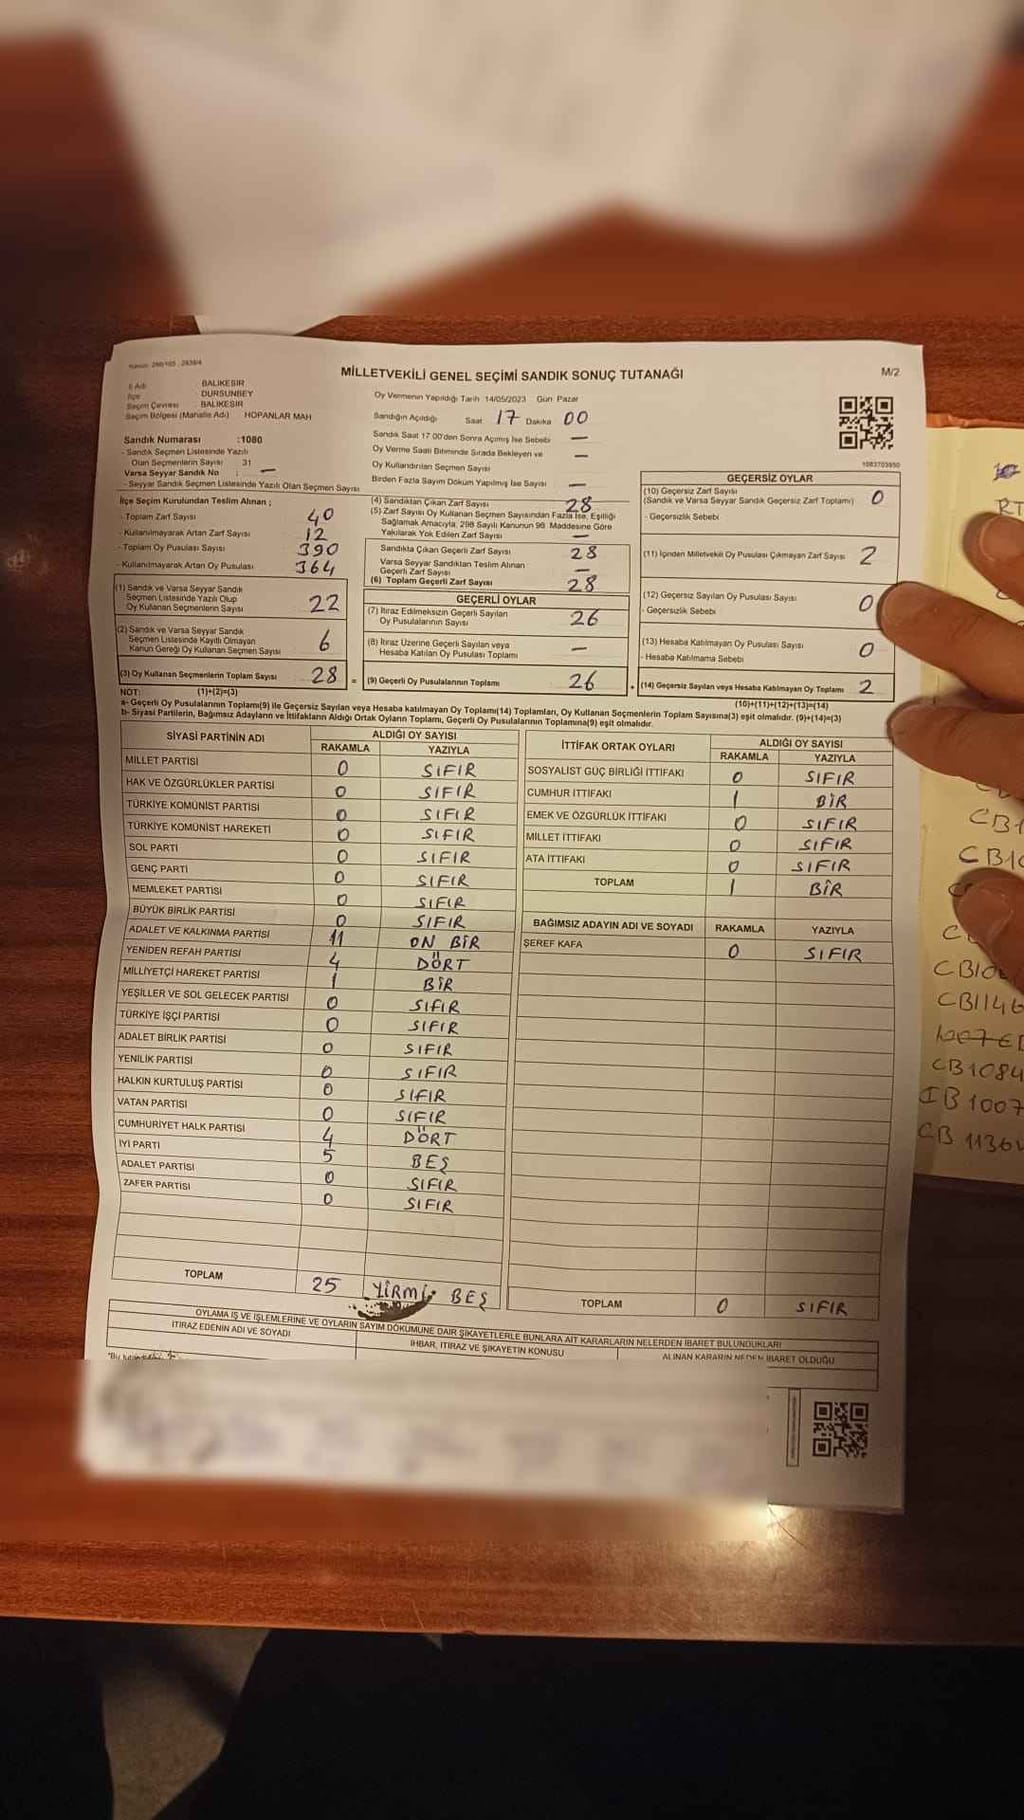 MİLLETVEKİLİ GENEL SEÇİMİ SANDIK SONUÇ TUTANAĞI
M/2
İl Adı BALIKESİR
İlçe DURSUNBEY
Seçim Çevresi BALIKESİR
Seçim Bölgesi (Mahalle Adı) HOPANLAR MAH
Sandık Numarası :1080
- Sandık Seçmen Listesinde Yazılı
Olan Seçmenlerin Sayısı 31
Varsa Seyyar Sandık No : —
- Seyyar Sandık Seçmen Listesinde Yazılı Olan Seçmen Sayısı
İlçe Seçim Kurulundan Teslim Alınan ;
- Toplam Zarf Sayısı 40
- Kullanılmayarak Artan Zarf Sayısı 12
- Toplam Oy Pusulası Sayısı 390
- Kullanılmayarak Artan Oy Pusulası 364
(1) Sandık ve Varsa Seyyar Sandık
Seçmen Listesinde Yazılı Olup
Oy Kullanan Seçmenlerin Sayısı 22
(2) Sandık ve Varsa Seyyar Sandık
Seçmen Listesinde Kayıtlı Olmayan
Kanun Gereği Oy Kullanan Seçmen Sayısı 6
(3) Oy Kullanan Seçmenlerin Toplam Sayısı 28 =
Oy Vermenin Yapıldığı Tarih 14/05/2023 Gün Pazar
Sandığın Açıldığı Saat 17 Dakika 00
Sandık Saat 17 00'den Sonra Açılmış İse Sebebi —
Oy Verme Saati Bitiminde Sırada Bekleyen ve
Oy Kullandırılan Seçmen Sayısı —
Birden Fazla Sayım Döküm Yapılmış İse Sayısı —
(4) Sandıktan Çıkan Zarf Sayısı 28
(5) Zarf Sayısı Oy Kullanan Seçmen Sayısından Fazla İse, Eşitliği
Sağlamak Amacıyla, 298 Sayılı Kanunun 98. Maddesine Göre
Yakılarak Yok Edilen Zarf Sayısı —
Sandıkta Çıkan Geçerli Zarf Sayısı 28
Varsa Seyyar Sandıktan Teslim Alınan
Geçerli Zarf Sayısı —
(6) Toplam Geçerli Zarf Sayısı 28
GEÇERLİ OYLAR
(7) İtiraz Edilmeksizin Geçerli Sayılan
Oy Pusulalarının Sayısı 26
(8) İtiraz Üzerine Geçerli Sayılan veya
Hesaba Katılan Oy Pusulası Toplamı —
(9) Geçerli Oy Pusulalarının Toplamı 26 +
1083703950
GEÇERSİZ OYLAR
(10) Geçersiz Zarf Sayısı
(Sandık ve Varsa Seyyar Sandık Geçersiz Zarf Toplamı) 0
- Geçersizlik Sebebi
(11) İçinden Milletvekili Oy Pusulası Çıkmayan Zarf Sayısı 2
(12) Geçersiz Sayılan Oy Pusulası Sayısı 0
- Geçersizlik Sebebi
(13) Hesaba Katılmayan Oy Pusulası Sayısı 0
- Hesaba Katılmama Sebebi
(14) Geçersiz Sayılan veya Hesaba Katılmayan Oy Toplamı 2
NOT: (1)+(2)=(3) (10)+(11)+(12)+(13)=(14)
a- Geçerli Oy Pusulalarının Toplamı(9) ile Geçersiz Sayılan veya Hesaba katılmayan Oy Toplamı(14) Toplamları, Oy Kullanan Seçmenlerin Toplam Sayısına(3) eşit olmalıdır. (9)+(14)=(3)
b- Siyasi Partilerin, Bağımsız Adayların ve İttifakların Aldığı Ortak Oyların Toplamı, Geçerli Oy Pusulalarının Toplamına(9) eşit olmalıdır.
SİYASİ PARTİNİN ADI ALDIĞI OY SAYISI
RAKAMLA YAZIYLA
MİLLET PARTİSİ 0 SIFIR
HAK VE ÖZGÜRLÜKLER PARTİSİ 0 SIFIR
TÜRKİYE KOMÜNİST PARTİSİ 0 SIFIR
TÜRKİYE KOMÜNİST HAREKETİ 0 SIFIR
SOL PARTİ 0 SIFIR
GENÇ PARTİ 0 SIFIR
MEMLEKET PARTİSİ 0 SIFIR
BÜYÜK BİRLİK PARTİSİ 0 SIFIR
ADALET VE KALKINMA PARTİSİ 11 ON BİR
YENİDEN REFAH PARTİSİ 4 DÖRT
MİLLİYETÇİ HAREKET PARTİSİ 1 BİR
YEŞİLLER VE SOL GELECEK PARTİSİ 0 SIFIR
TÜRKİYE İŞÇİ PARTİSİ 0 SIFIR
ADALET BİRLİK PARTİSİ 0 SIFIR
YENİLİK PARTİSİ 0 SIFIR
HALKIN KURTULUŞ PARTİSİ 0 SIFIR
VATAN PARTİSİ 0 SIFIR
CUMHURİYET HALK PARTİSİ 4 DÖRT
İYİ PARTİ 5 BEŞ
ADALET PARTİSİ 0 SIFIR
ZAFER PARTİSİ 0 SIFIR
TOPLAM 25 YİRMİ BEŞ
İTTİFAK ORTAK OYLARI ALDIĞI OY SAYISI
RAKAMLA YAZIYLA
SOSYALİST GÜÇ BİRLİĞİ İTTİFAKI 0 SIFIR
CUMHUR İTTİFAKI 1 BİR
EMEK VE ÖZGÜRLÜK İTTİFAKI 0 SIFIR
MİLLET İTTİFAKI 0 SIFIR
ATA İTTİFAKI 0 SIFIR
TOPLAM 1 BİR
BAĞIMSIZ ADAYIN ADI VE SOYADI RAKAMLA YAZIYLA
ŞEREF KAFA 0 SIFIR
TOPLAM 0 SIFIR
OYLAMA İŞ VE İŞLEMLERİNE VE OYLARIN SAYIM DÖKÜMÜNE DAİR ŞİKAYETLERLE BUNLARA AİT KARARLARIN NELERDEN İBARET BULUNDUKLARI
İTİRAZ EDENİN ADI VE SOYADI İHBAR, İTİRAZ VE ŞİKAYETİN KONUSU ALINAN KARARIN NEDEN İBARET OLDUĞU
CB1146
CB1084